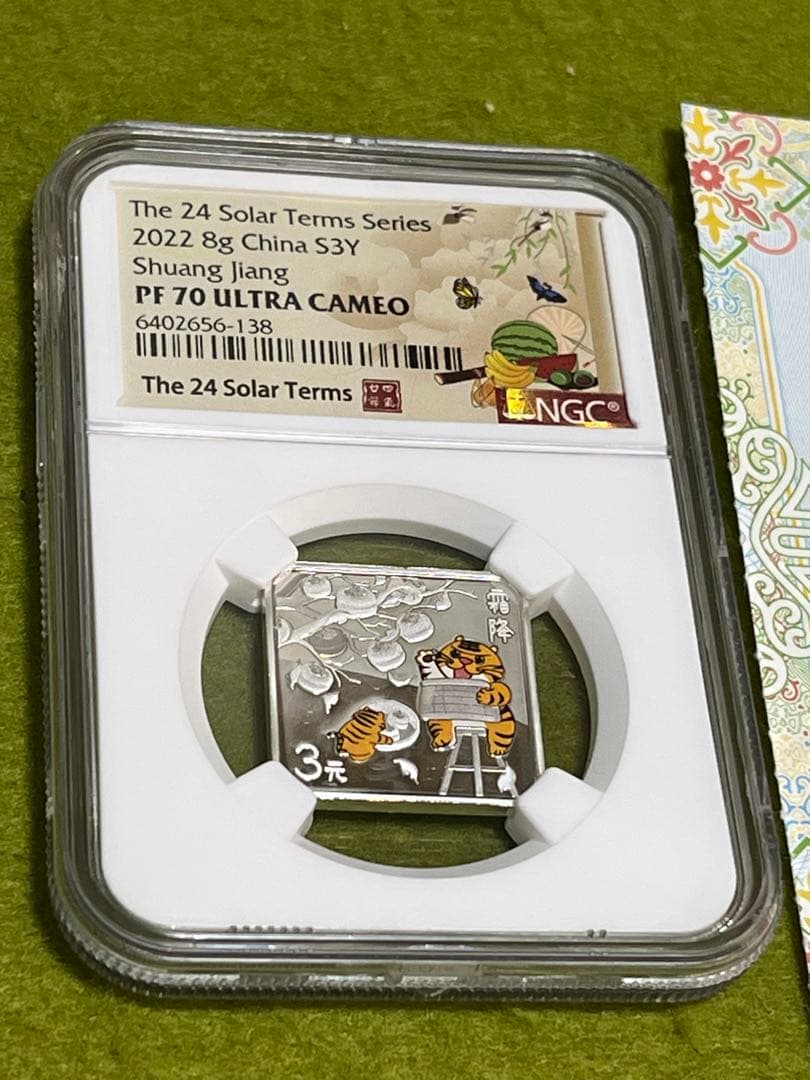 The 24 Solar Terms Series
2022 8g China S3Y
Shuang Jiang
PF 70 ULTRA CAMEO
6402656-138
The 24 Solar Terms
NGC®
霜降
3元